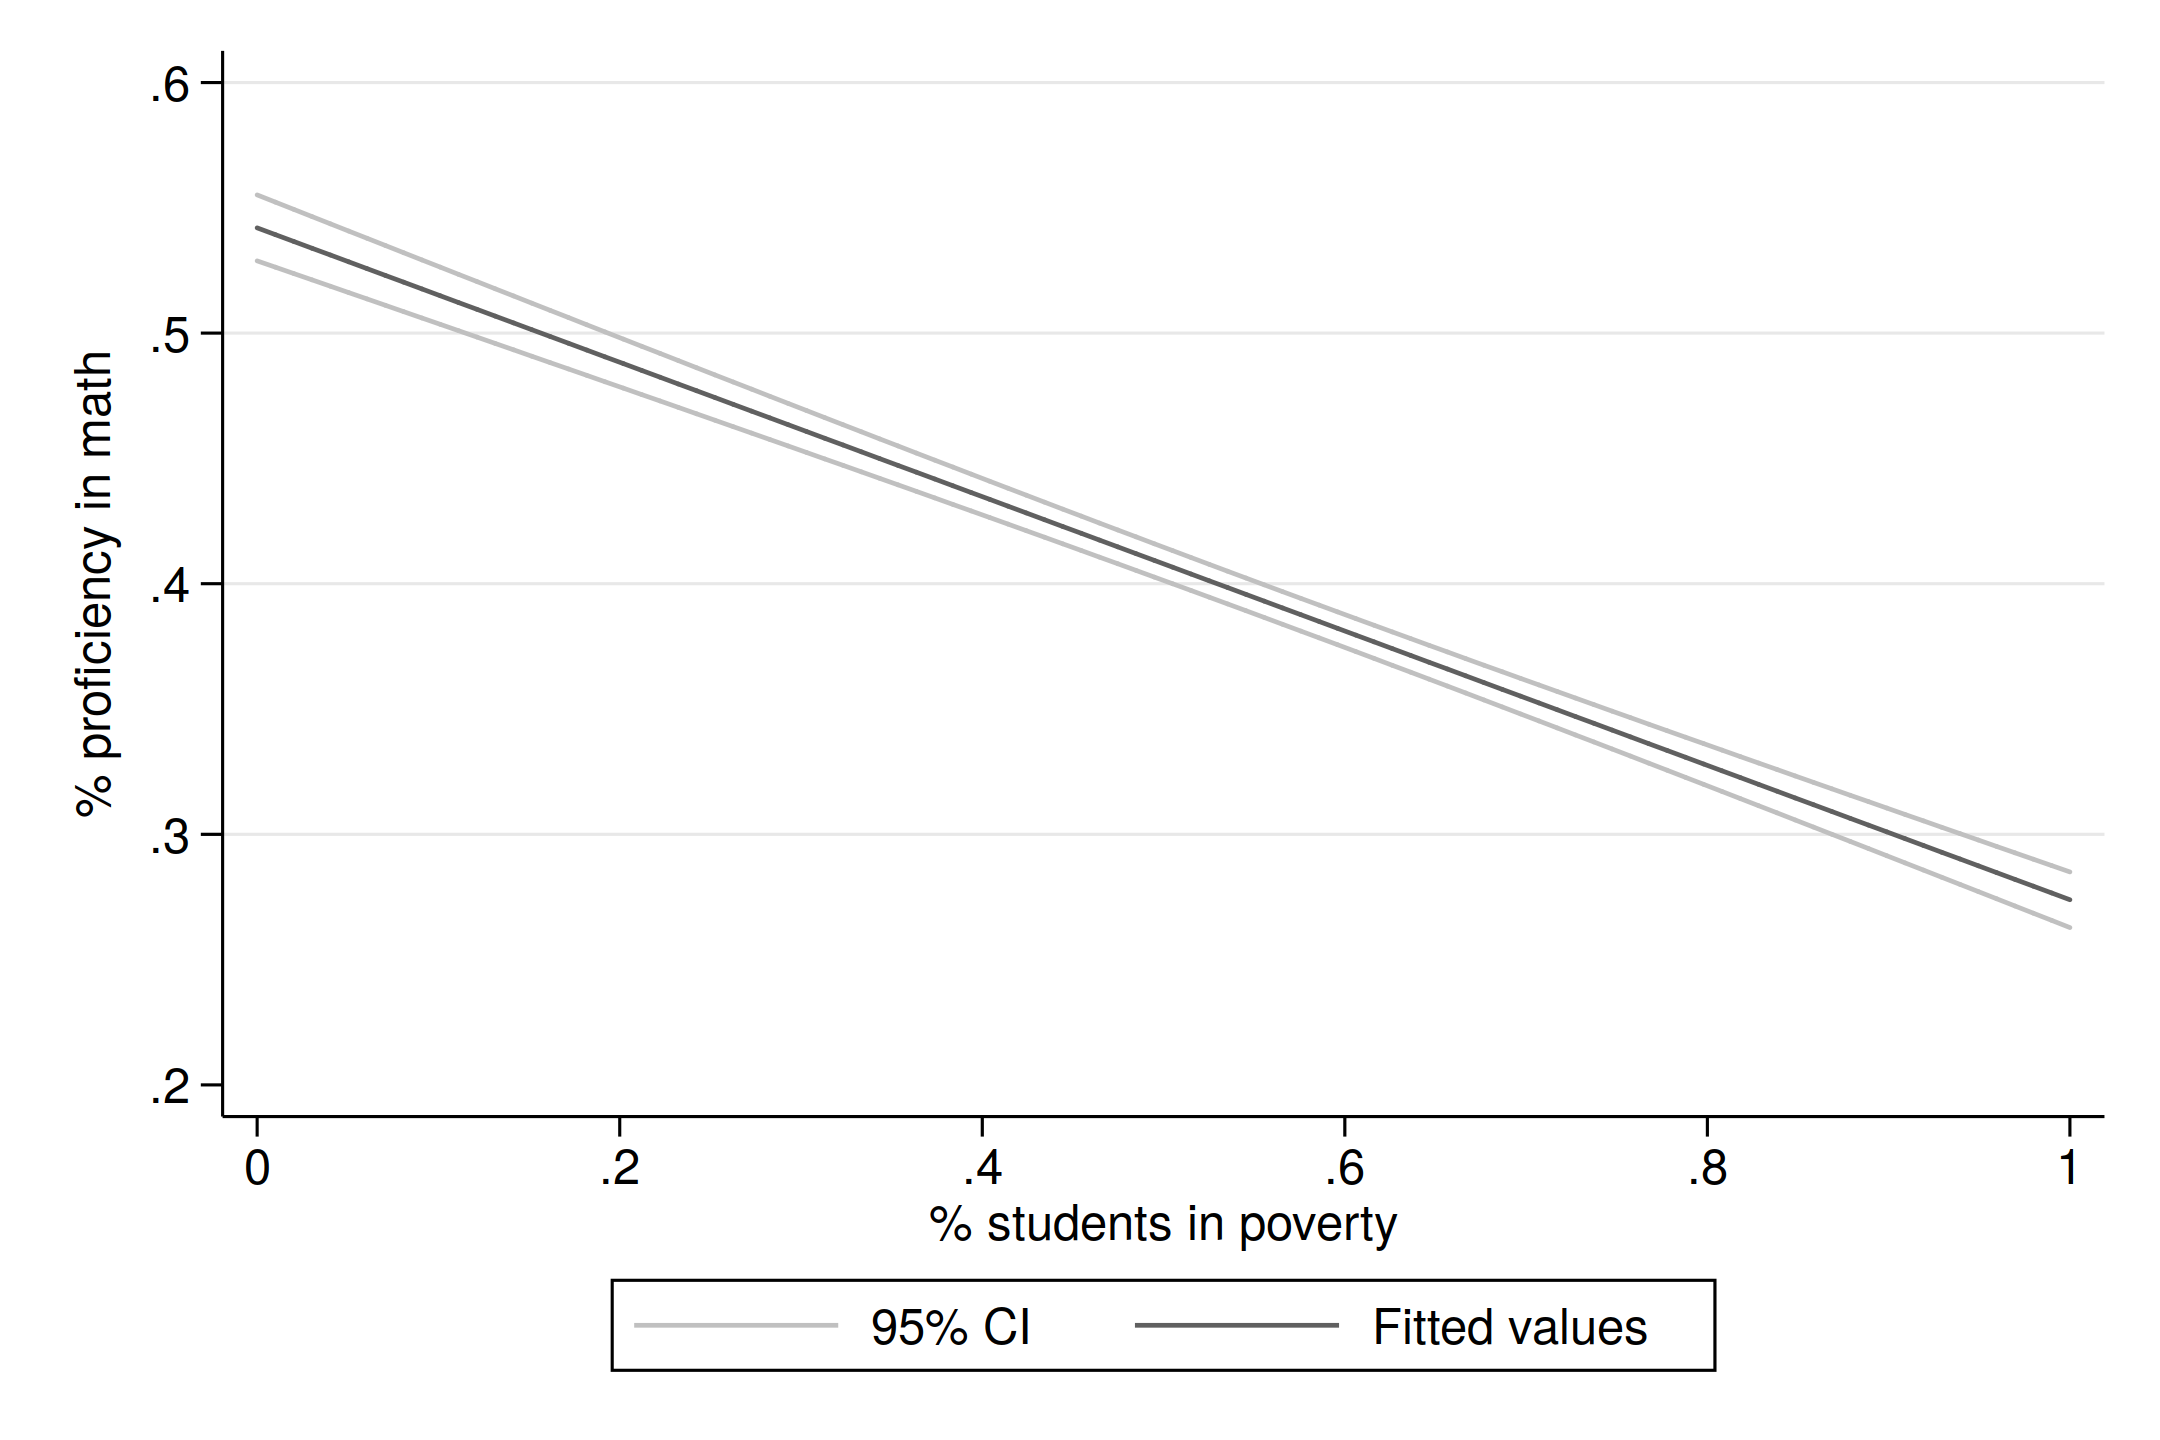 .6
.5
.4
.3
.2
% proficiency in math
0 .2 .4 .6 .8 1
% students in poverty
95% CI Fitted values